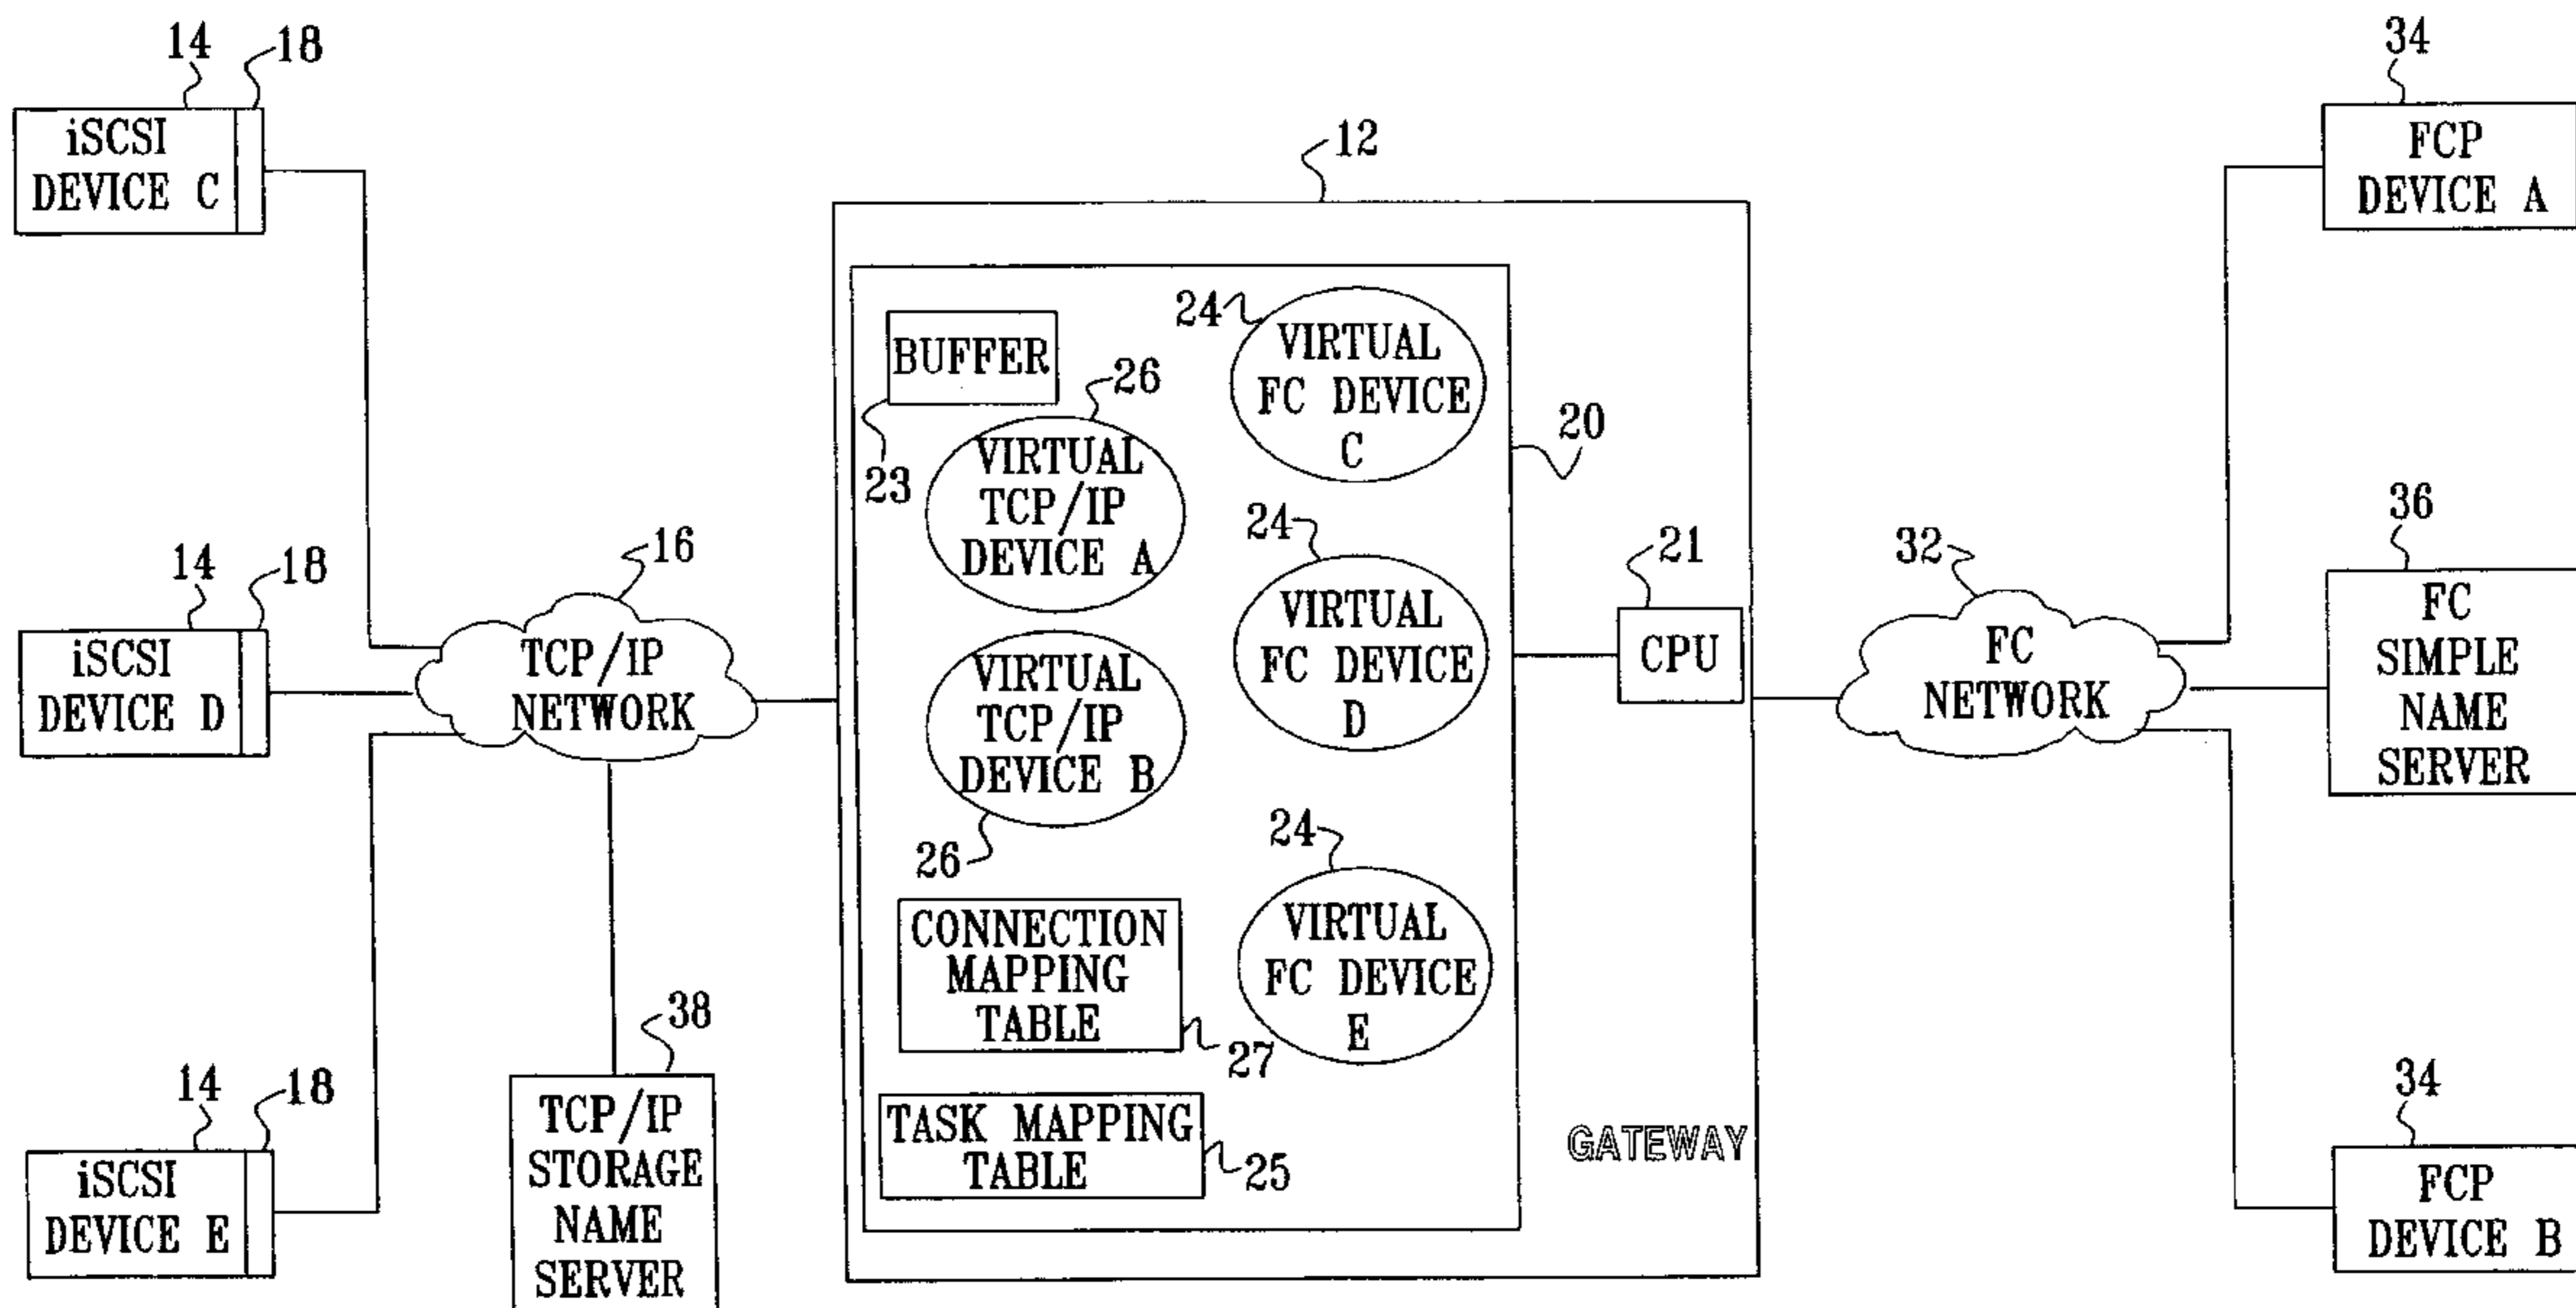 14
18
iSCSI
DEVICE C
14
18
iSCSI
DEVICE D
14
18
iSCSI
DEVICE E
16
TCP/IP
NETWORK
38
TCP/IP
STORAGE
NAME
SERVER
12
BUFFER
23
26
VIRTUAL
TCP/IP
DEVICE A
VIRTUAL
TCP/IP
DEVICE B
26
CONNECTION
MAPPING
TABLE
27
TASK MAPPING
TABLE
25
24
VIRTUAL
FC DEVICE
C
24
VIRTUAL
FC DEVICE
D
24
VIRTUAL
FC DEVICE
E
20
21
CPU
GATEWAY
32
FC
NETWORK
34
FCP
DEVICE A
36
FC
SIMPLE
NAME
SERVER
34
FCP
DEVICE B